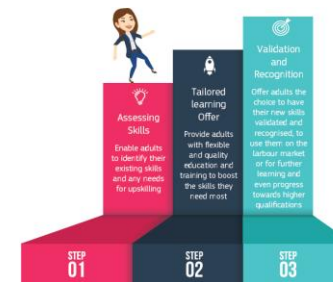 Assessing
Skills
Enable adults
to identify their
existing skills
and any needs
for upskilling
Tailored
learning
Offer
Provide adults
with flexible
and quality
education and
training to boost
the skills they
need most
Validation
and
Recognition
Offer adults the
choice to have
their new skills
validated and
recognised, to
use them on the
larbour market
or for further
learning and
even progress
towards higher
qualifications
STEP
01
STEP
02
STEP
03